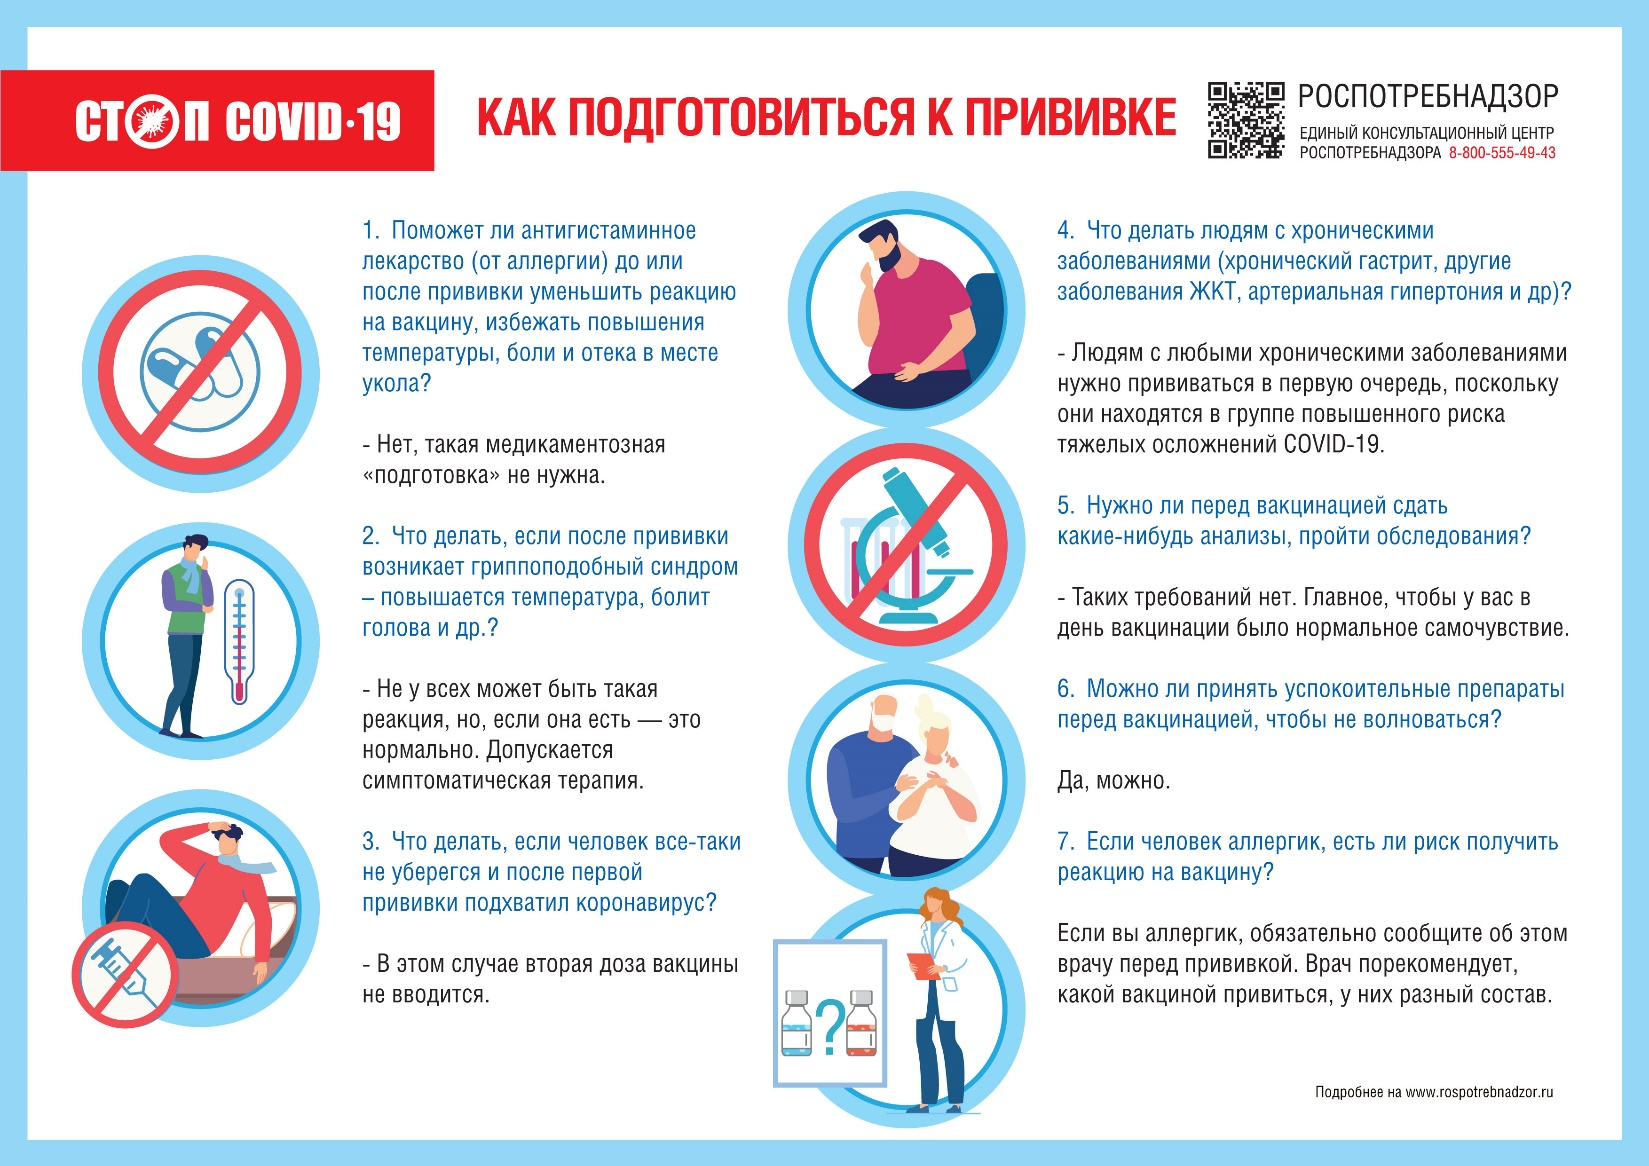 СТОП COVID·19
КАК ПОДГОТОВИТЬСЯ К ПРИВИВКЕ
РОСПОТРЕБНАДЗОР
ЕДИНЫЙ КОНСУЛЬТАЦИОННЫЙ ЦЕНТР
РОСПОТРЕБНАДЗОРА 8-800-555-49-43
1. Поможет ли антигистаминное
лекарство (от аллергии) до или
после прививки уменьшить реакцию
на вакцину, избежать повышения
температуры, боли и отека в месте
укола?
- Нет, такая медикаментозная
«подготовка» не нужна.
2. Что делать, если после прививки
возникает гриппоподобный синдром
– повышается температура, болит
голова и др.?
- Не у всех может быть такая
реакция, но, если она есть — это
нормально. Допускается
симптоматическая терапия.
3. Что делать, если человек все-таки
не уберегся и после первой
прививки подхватил коронавирус?
- В этом случае вторая доза вакцины
не вводится.
4. Что делать людям с хроническими
заболеваниями (хронический гастрит, другие
заболевания ЖКТ, артериальная гипертония и др)?
- Людям с любыми хроническими заболеваниями
нужно прививаться в первую очередь, поскольку
они находятся в группе повышенного риска
тяжелых осложнений COVID-19.
5. Нужно ли перед вакцинацией сдать
какие-нибудь анализы, пройти обследования?
- Таких требований нет. Главное, чтобы у вас в
день вакцинации было нормальное самочувствие.
6. Можно ли принять успокоительные препараты
перед вакцинацией, чтобы не волноваться?
Да, можно.
7. Если человек аллергик, есть ли риск получить
реакцию на вакцину?
Если вы аллергик, обязательно сообщите об этом
врачу перед прививкой. Врач порекомендует,
какой вакциной привиться, у них разный состав.
?
Подробнее на www.rospotrebnadzor.ru